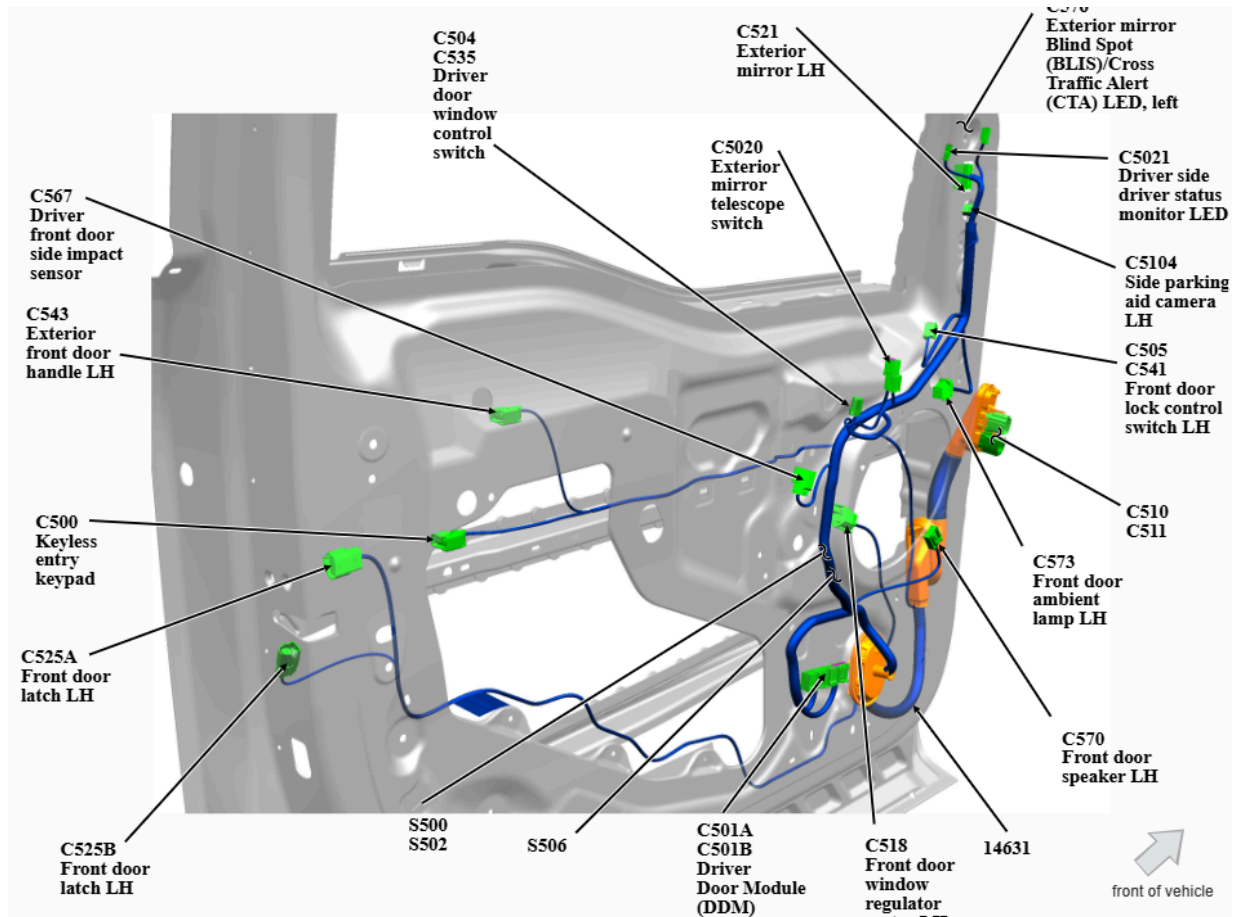 C504
C535
Driver
door
window
control
switch
C521
Exterior
mirror LH
Exterior mirror
Blind Spot
(BLIS)/Cross
Traffic Alert
(CTA) LED, left
C5020
Exterior
mirror
telescope
switch
C5021
Driver side
driver status
monitor LED
C567
Driver
front door
side impact
sensor
C5104
Side parking
aid camera
LH
C543
Exterior
front door
handle LH
C505
C541
Front door
lock control
switch LH
C500
Keyless
entry
keypad
C510
C511
C573
Front door
ambient
lamp LH
C525A
Front door
latch LH
C570
Front door
speaker LH
C525B
Front door
latch LH
S500
S502
S506
C501A
C501B
Driver
Door Module
(DDM)
C518
Front door
window
regulator
14631
front of vehicle